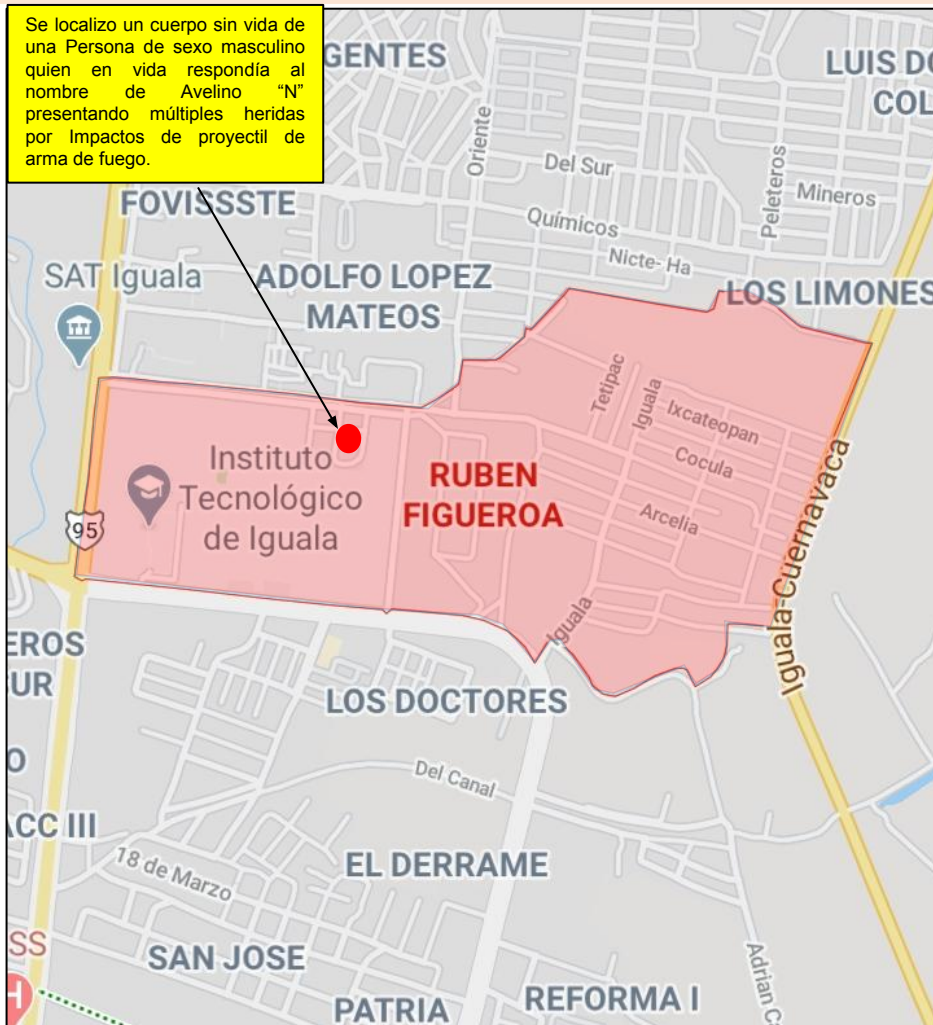 Se localizo un cuerpo sin vida de
una Persona de sexo masculino
quien en vida respondía al
nombre de Avelino “N”
presentando múltiples heridas
por Impactos de proyectil de
arma de fuego.
GENTES
LUIS DO
COL
Oriente
Del Sur
Peleteros
Mineros
FOVISSSTE
Químicos
Nicte-Ha
SAT Iguala
ADOLFO LOPEZ
MATEOS
LOS LIMONES
Tetipac
Iguala
Ixcateopan
Cocula
Arcelia
Instituto
Tecnológico
de Iguala
RUBEN
FIGUEROA
95
Iguala-Cuernavaca
Iguala
EROS
UR
LOS DOCTORES
O
Del Canal
ACC III
18 de Marzo
EL DERRAME
SS
H
SAN JOSE
Adrian Ca
PATRIA
REFORMA I